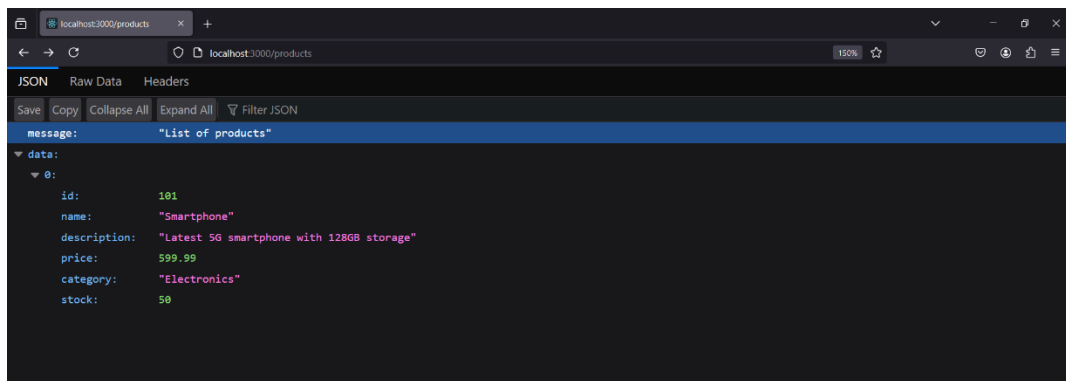 localhost:3000/products
localhost:3000/products 150%
JSON Raw Data Headers
Save Copy Collapse All Expand All Filter JSON
message: "List of products"
data:
0:
id: 101
name: "Smartphone"
description: "Latest 5G smartphone with 128GB storage"
price: 599.99
category: "Electronics"
stock: 50